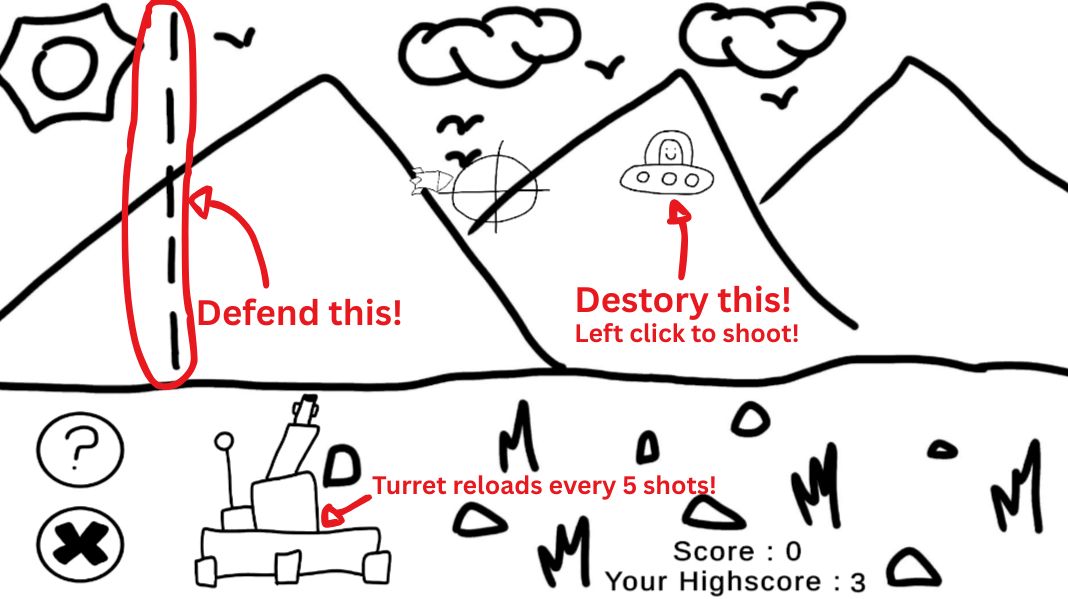 Defend this!
Destory this!
Left click to shoot!
?
Turret reloads every 5 shots!
Score : 0
Your Highscore : 3